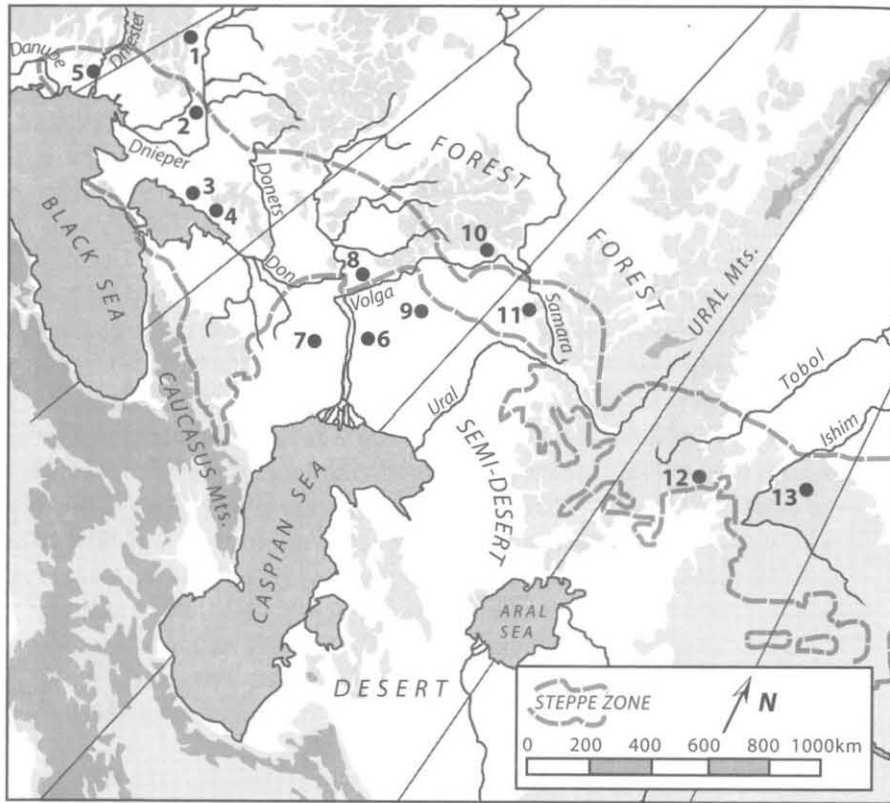 Danube
Dniester
1
5
2
Dnieper
3
4
Donets
FOREST
BLACK SEA
10
FOREST
8
Don
Volga
9
11
Samara
URAL Mts.
7
6
CAUCASUS Mts.
Ural
Tobol
Ishim
SEMI-DESERT
12
13
CASPIAN SEA
ARAL
SEA
DESERT
STEPPE ZONE
N
0 200 400 600 800 1000km